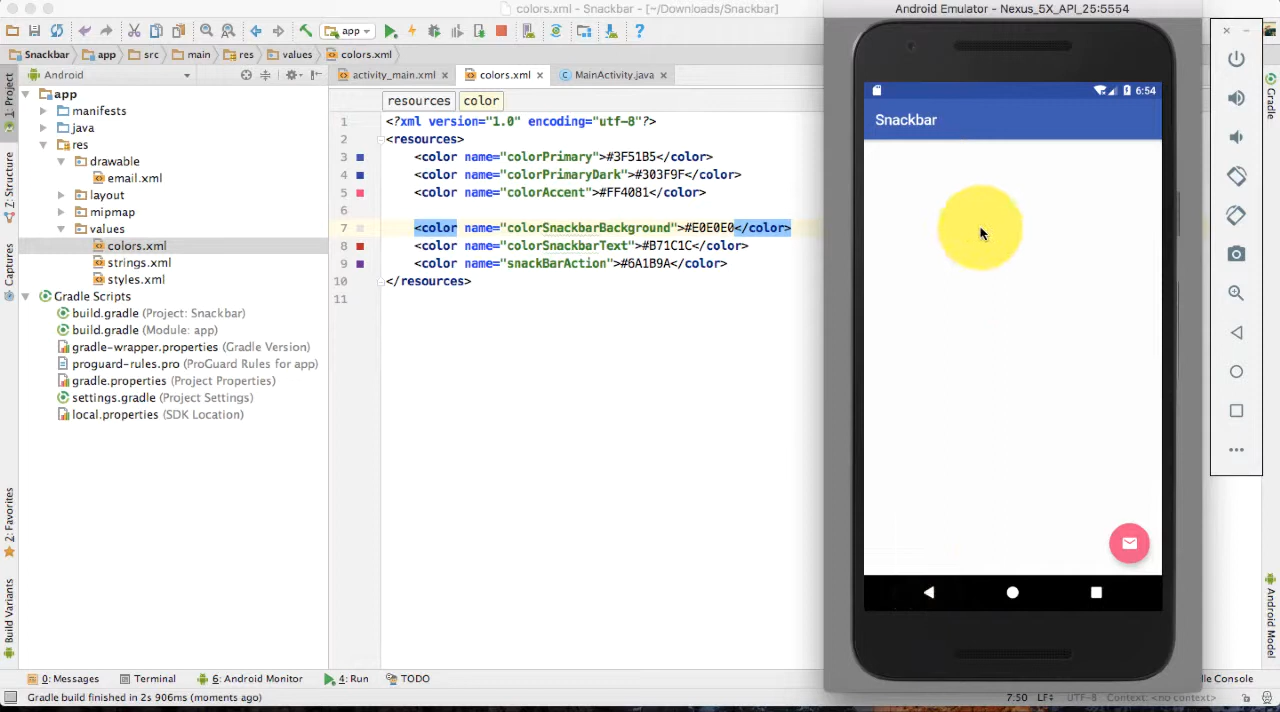 colors.xml - Snackbar - [~/Downloads/Snackbar]
Android Emulator - Nexus_5X_API_25:5554
app
Snackbar
app
src
main
res
values
colors.xml
Android
activity_main.xml
colors.xml
MainActivity.java
1: Project
Z: Structure
Captures
2: Favorites
Build Variants
app
manifests
java
res
drawable
email.xml
layout
mipmap
values
colors.xml
strings.xml
styles.xml
Gradle Scripts
build.gradle (Project: Snackbar)
build.gradle (Module: app)
gradle-wrapper.properties (Gradle Version)
proguard-rules.pro (ProGuard Rules for app)
gradle.properties (Project Properties)
settings.gradle (Project Settings)
local.properties (SDK Location)
resources
color
1 <?xml version="1.0" encoding="utf-8"?>
2 <resources>
3 <color name="colorPrimary">#3F51B5</color>
4 <color name="colorPrimaryDark">#303F9F</color>
5 <color name="colorAccent">#FF4081</color>
6
7 <color name="colorSnackbarBackground">#E0E0E0</color>
8 <color name="colorSnackbarText">#B71C1C</color>
9 <color name="snackBarAction">#6A1B9A</color>
10 </resources>
11
6:54
Snackbar
Gradle
Android Model
0: Messages
Terminal
6: Android Monitor
4: Run
TODO
lle Console
Gradle build finished in 2s 906ms (moments ago)
7:50 LF÷ UTF-8 Context: <no context>